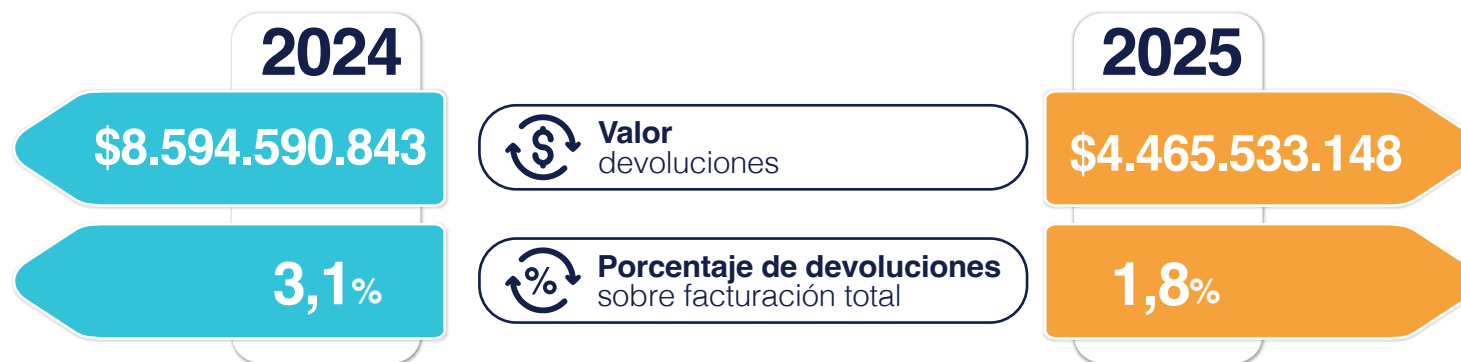 2024
2025
$8.594.590.843
$
Valor
devoluciones
$4.465.533.148
3,1%
%
Porcentaje de devoluciones
sobre facturación total
1,8%